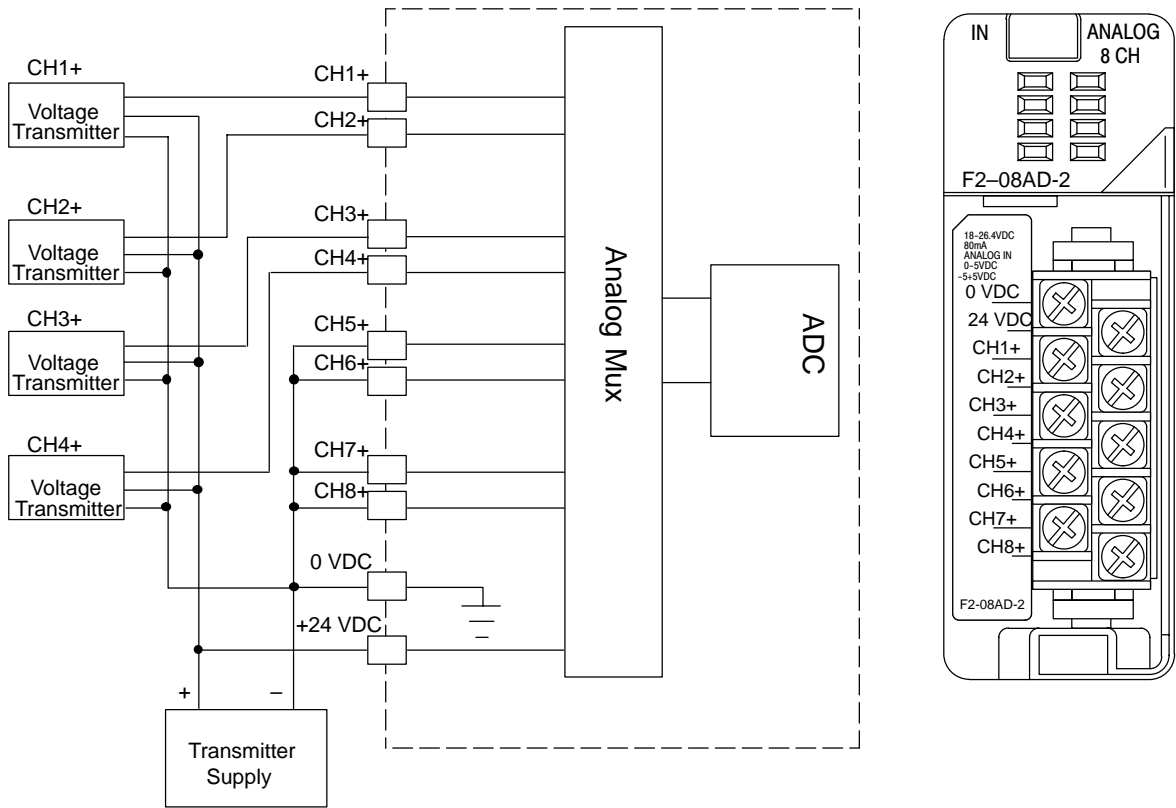 CH1+
Voltage
Transmitter
CH2+
Voltage
Transmitter
CH3+
Voltage
Transmitter
CH4+
Voltage
Transmitter
CH1+
CH2+
CH3+
CH4+
CH5+
CH6+
CH7+
CH8+
0 VDC
+24 VDC
+ –
Transmitter
Supply
Analog Mux
ADC
IN
ANALOG
8 CH
F2–08AD-2
18-26.4VDC
80mA
ANALOG IN
0-5VDC
-5+5VDC
0 VDC
24 VDC
CH1+
CH2+
CH3+
CH4+
CH5+
CH6+
CH7+
CH8+
F2-08AD-2